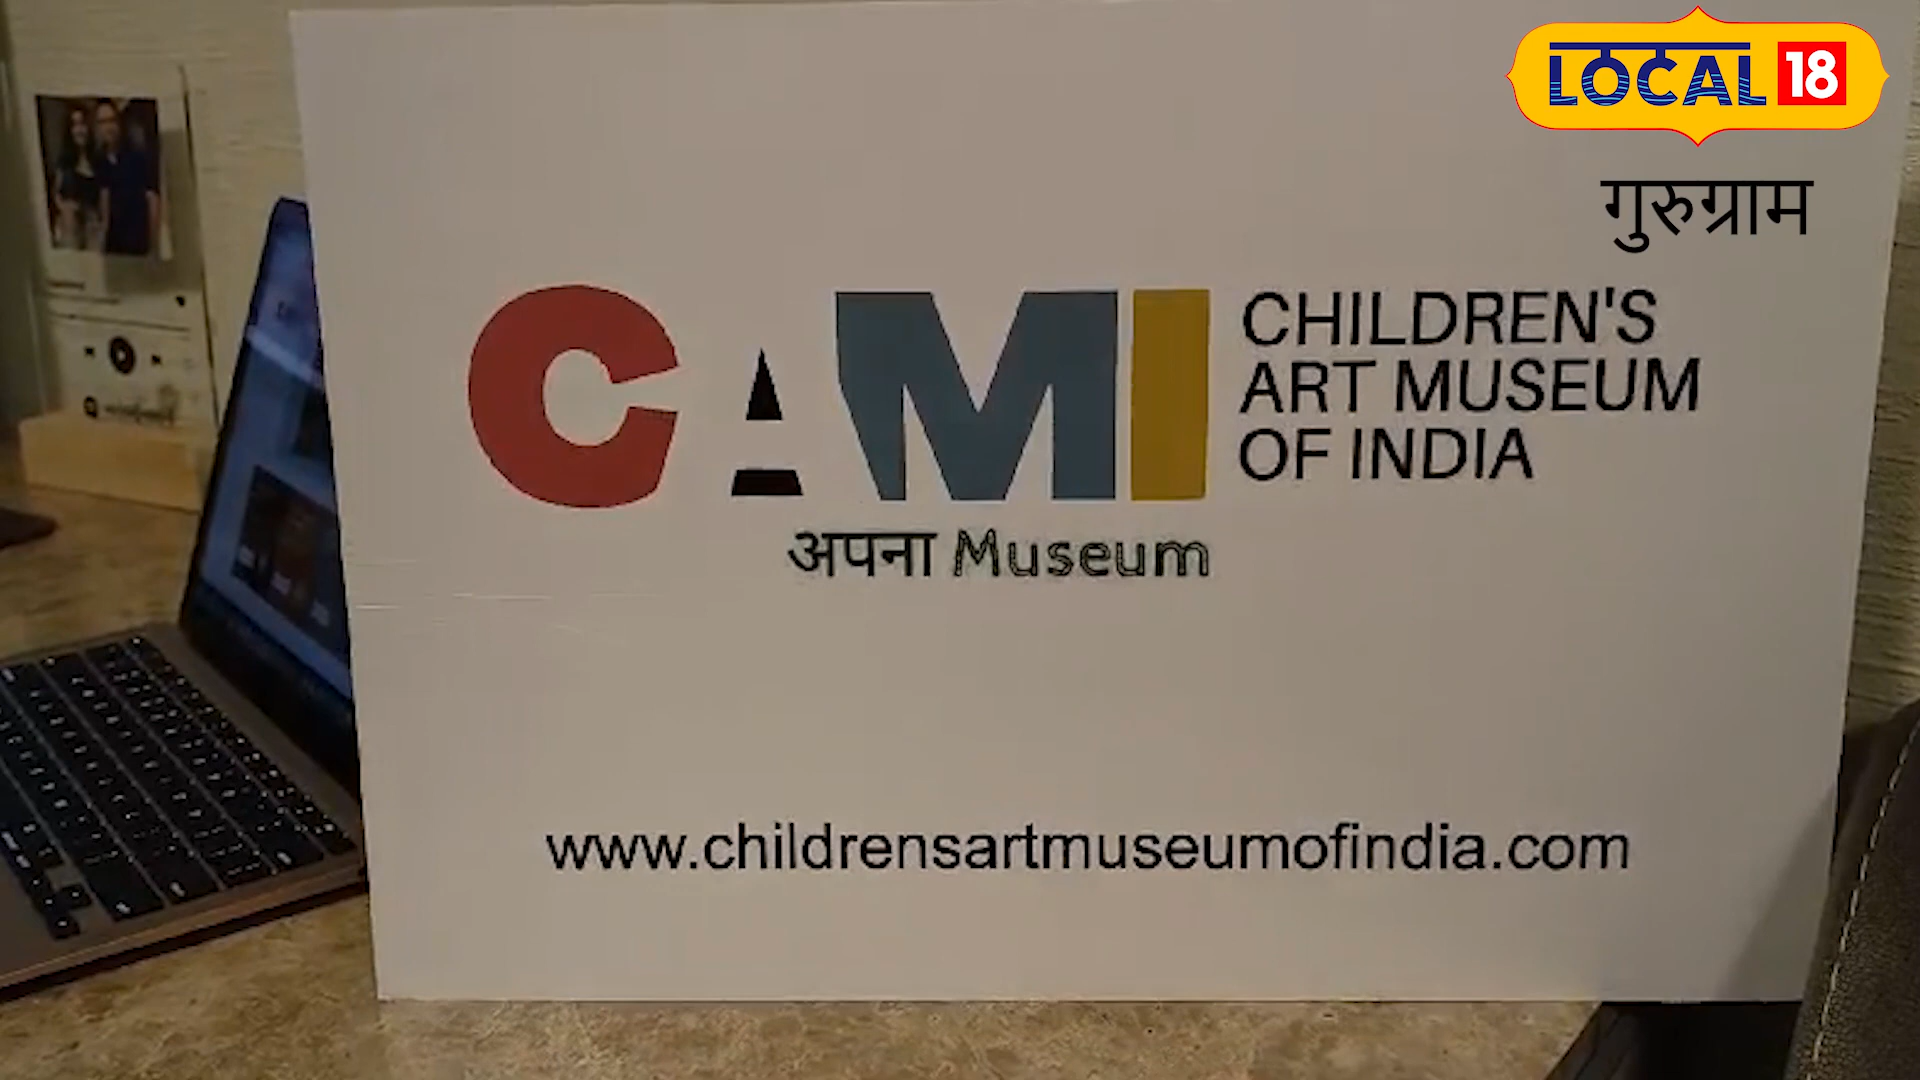 LOCAL 18
गुरुग्राम
CAMI
CHILDREN'S
ART MUSEUM
OF INDIA
अपना Museum
www.childrensartmuseumofindia.com